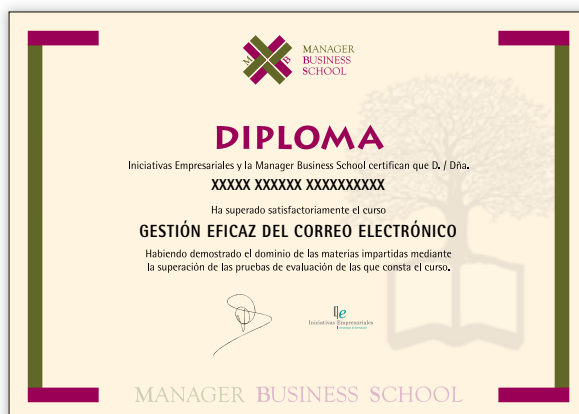 M B
MANAGER
BUSINESS
SCHOOL
DIPLOMA
Iniciativas Empresariales y la Manager Business School certifican que D. / Dña.
XXXXX XXXXXX XXXXXXXXXX
Ha superado satisfactoriamente el curso
GESTIÓN EFICAZ DEL CORREO ELECTRÓNICO
Habiendo demostrado el dominio de las materias impartidas mediante
la superación de las pruebas de evaluación de las que consta el curso.
Iniciativas Empresariales
MANAGER BUSINESS SCHOOL